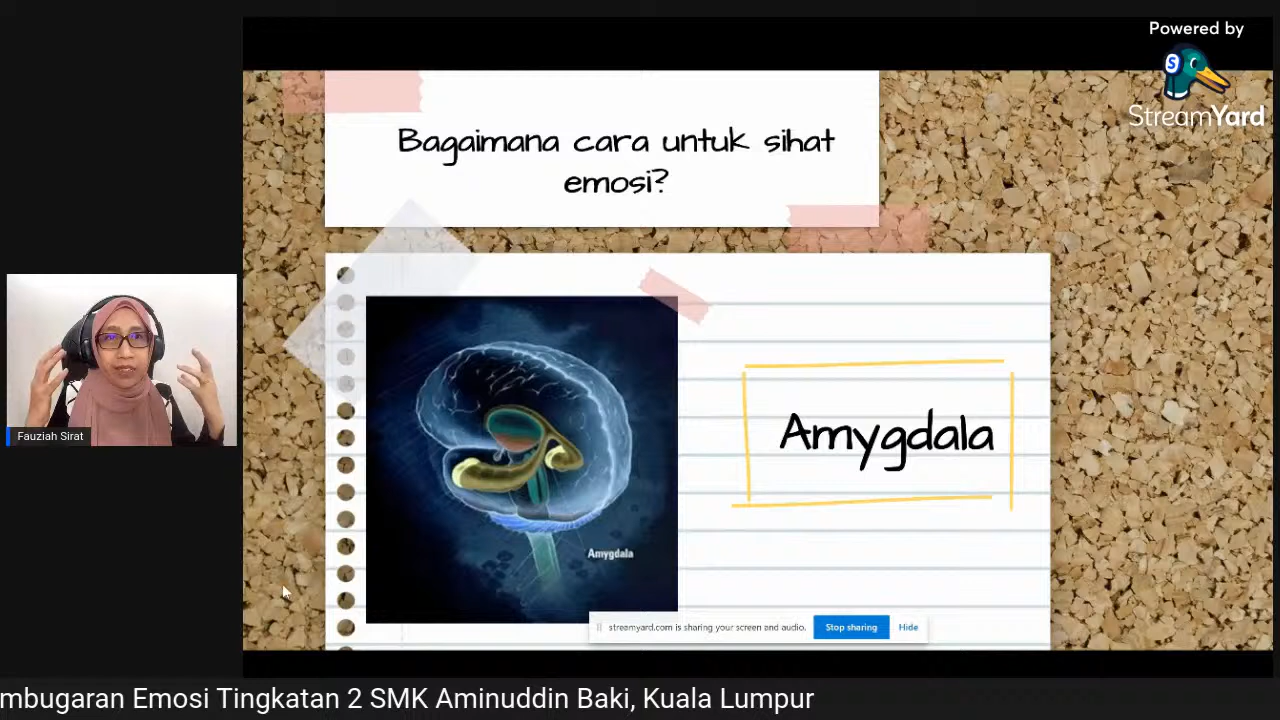 Powered by
StreamYard
Bagaimana cara untuk sihat
emosi?
Amygdala
Amygdala
Fauziah Sirat
streamyard.com is sharing your screen and audio.
Stop sharing
Hide
mbugaran Emosi Tingkatan 2 SMK Aminuddin Baki, Kuala Lumpur